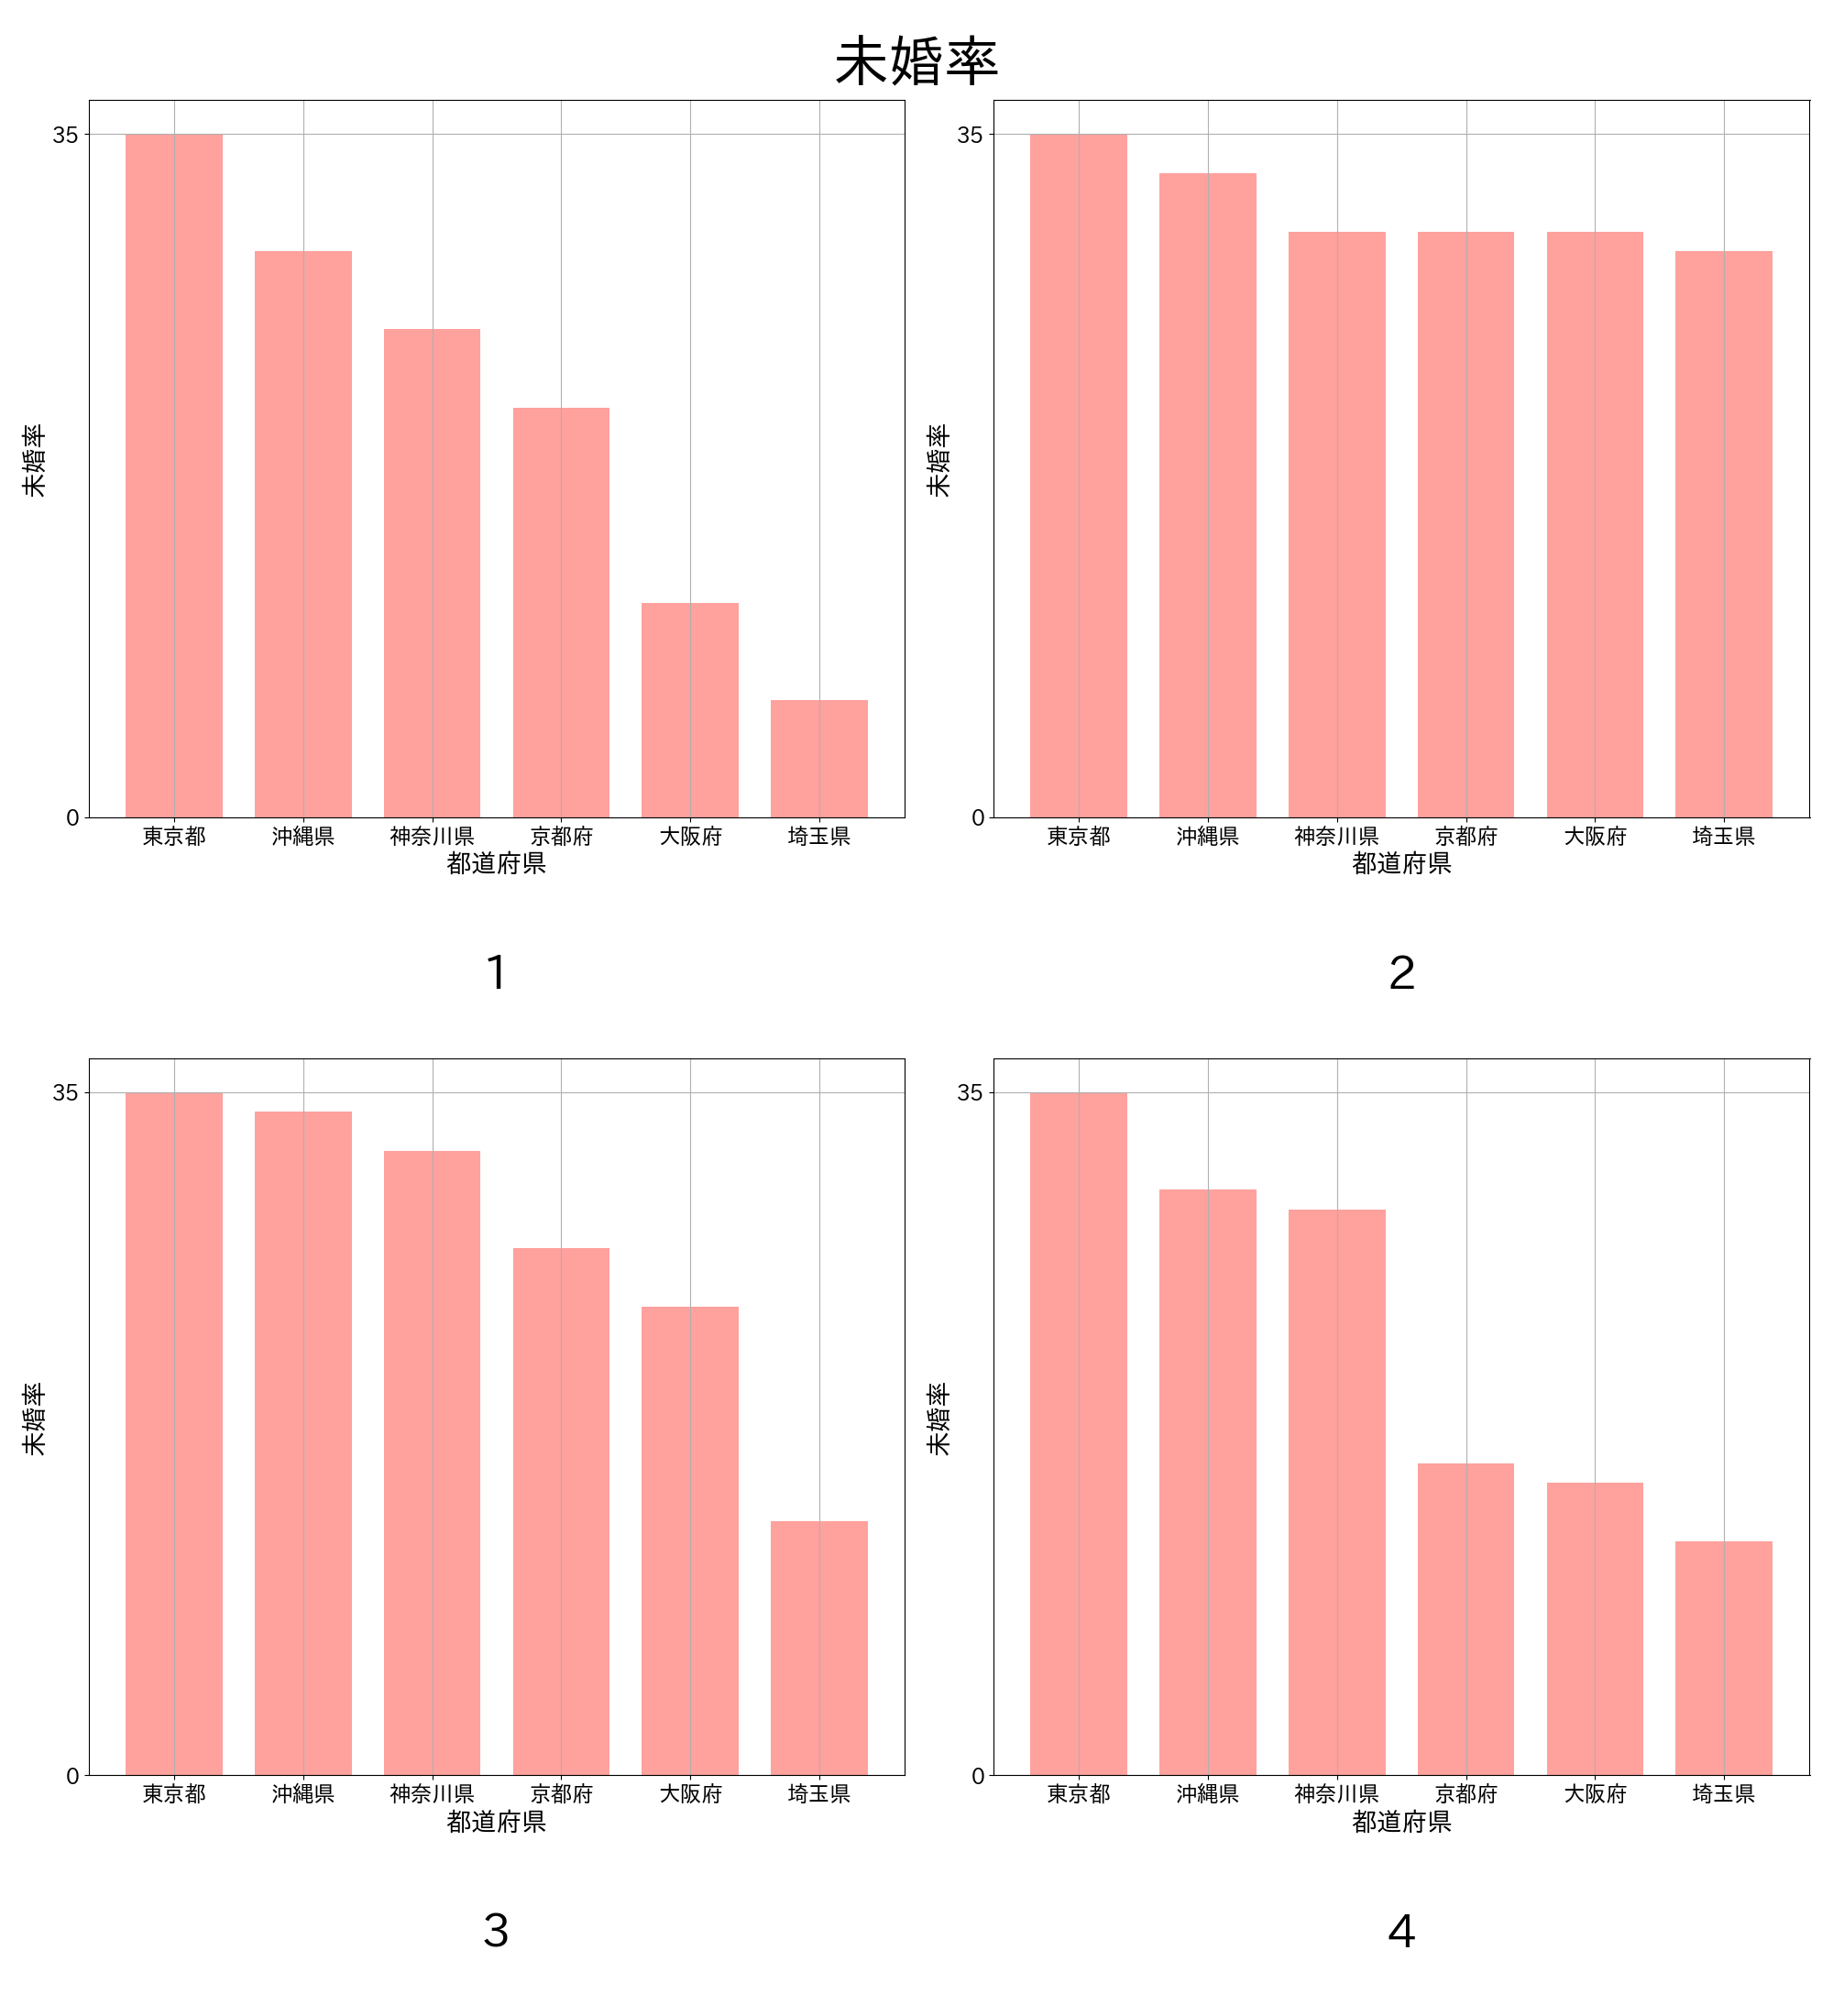 未婚率
35
0
未婚率
東京都 沖縄県 神奈川県 京都府 大阪府 埼玉県
都道府県
1
35
0
未婚率
東京都 沖縄県 神奈川県 京都府 大阪府 埼玉県
都道府県
2
35
0
未婚率
東京都 沖縄県 神奈川県 京都府 大阪府 埼玉県
都道府県
3
35
0
未婚率
東京都 沖縄県 神奈川県 京都府 大阪府 埼玉県
都道府県
4